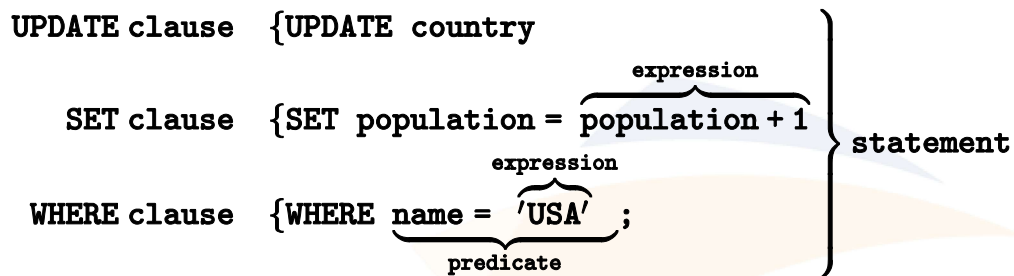 UPDATE clause {UPDATE country
expression
SET clause {SET population = population + 1
statement
expression
WHERE clause {WHERE name = 'USA' ;
predicate